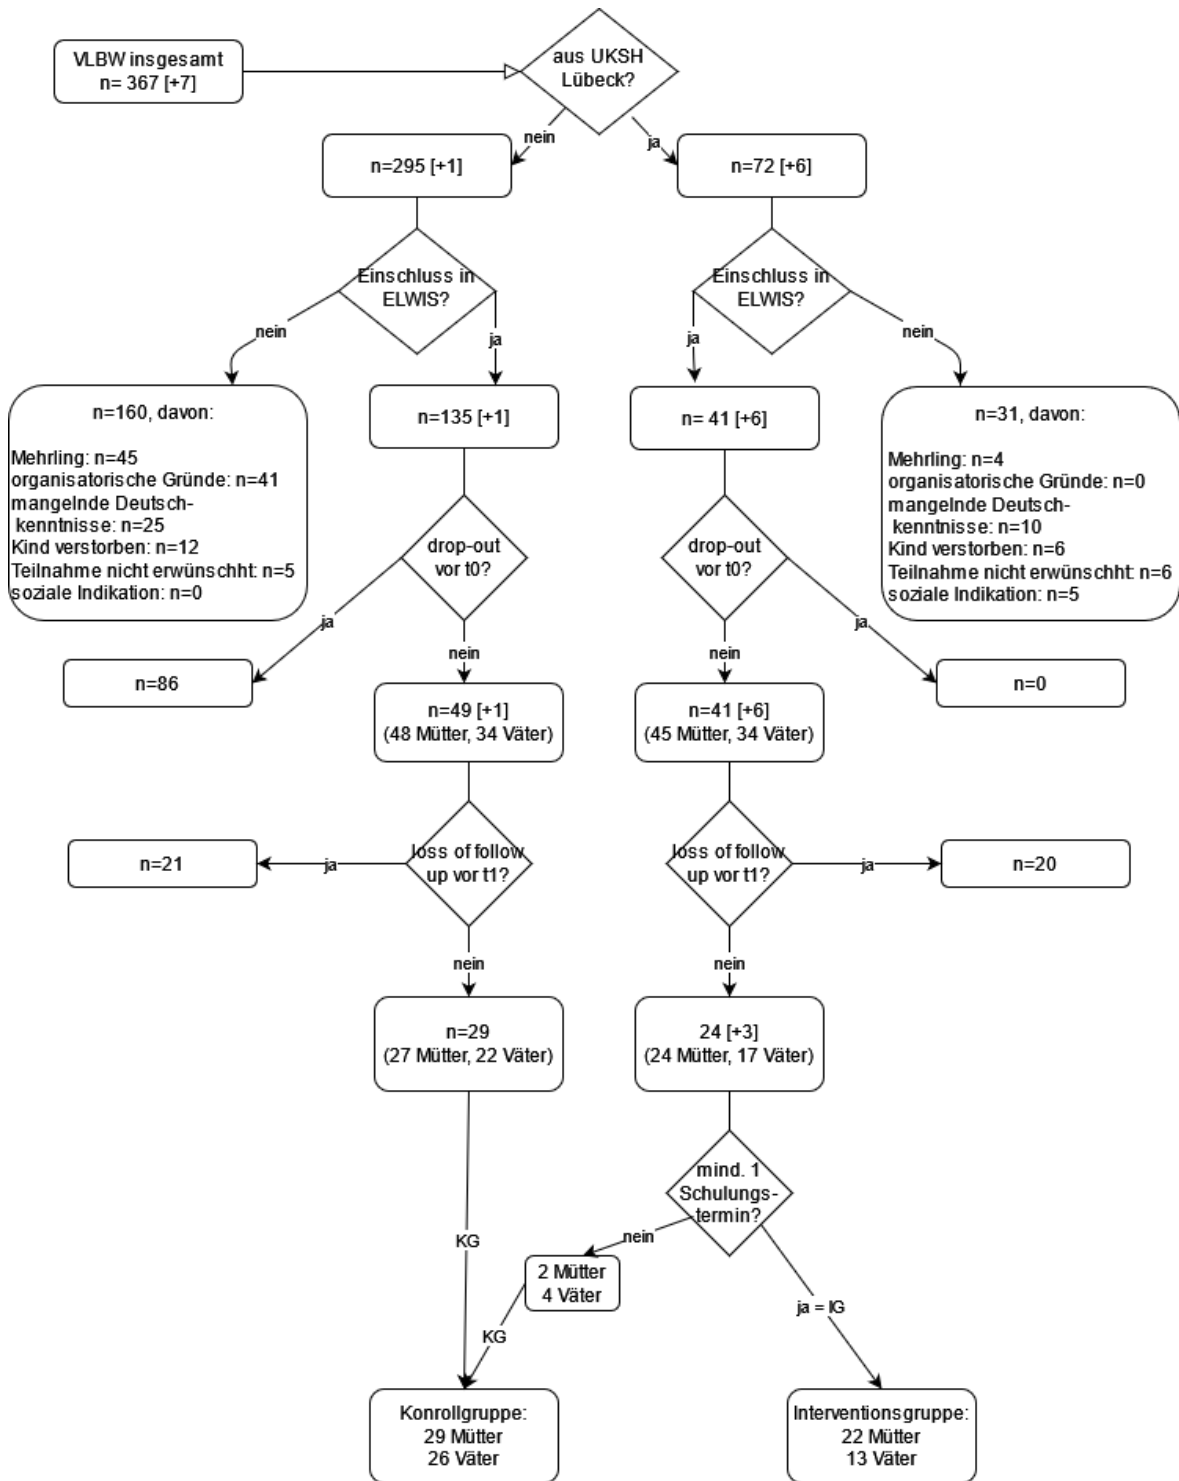 VLBW insgesamt
n= 367 [+7]
aus UKSH
Lübeck?
nein
ja
n=295 [+1]
n=72 [+6]
Einschluss in
ELWIS?
Einschluss in
ELWIS?
nein
ja
ja
nein
n=160, davon:
Mehrling: n=45
organisatorische Gründe: n=41
mangelnde Deutsch-
kenntnisse: n=25
Kind verstorben: n=12
Teilnahme nicht erwünschht: n=5
soziale Indikation: n=0
n=135 [+1]
n= 41 [+6]
n=31, davon:
Mehrling: n=4
organisatorische Gründe: n=0
mangelnde Deutsch-
kenntnisse: n=10
Kind verstorben: n=6
Teilnahme nicht erwünschht: n=6
soziale Indikation: n=5
drop-out
vor t0?
drop-out
vor t0?
ja
nein
nein
ja
n=86
n=49 [+1]
(48 Mütter, 34 Väter)
n=41 [+6]
(45 Mütter, 34 Väter)
n=0
n=21
ja
loss of follow
up vor t1?
loss of follow
up vor t1?
ja
n=20
nein
nein
n=29
(27 Mütter, 22 Väter)
24 [+3]
(24 Mütter, 17 Väter)
mind. 1
Schulungs-
termin?
KG
nein
2 Mütter
4 Väter
ja = IG
KG
Konrollgruppe:
29 Mütter
26 Väter
Interventionsgruppe:
22 Mütter
13 Väter